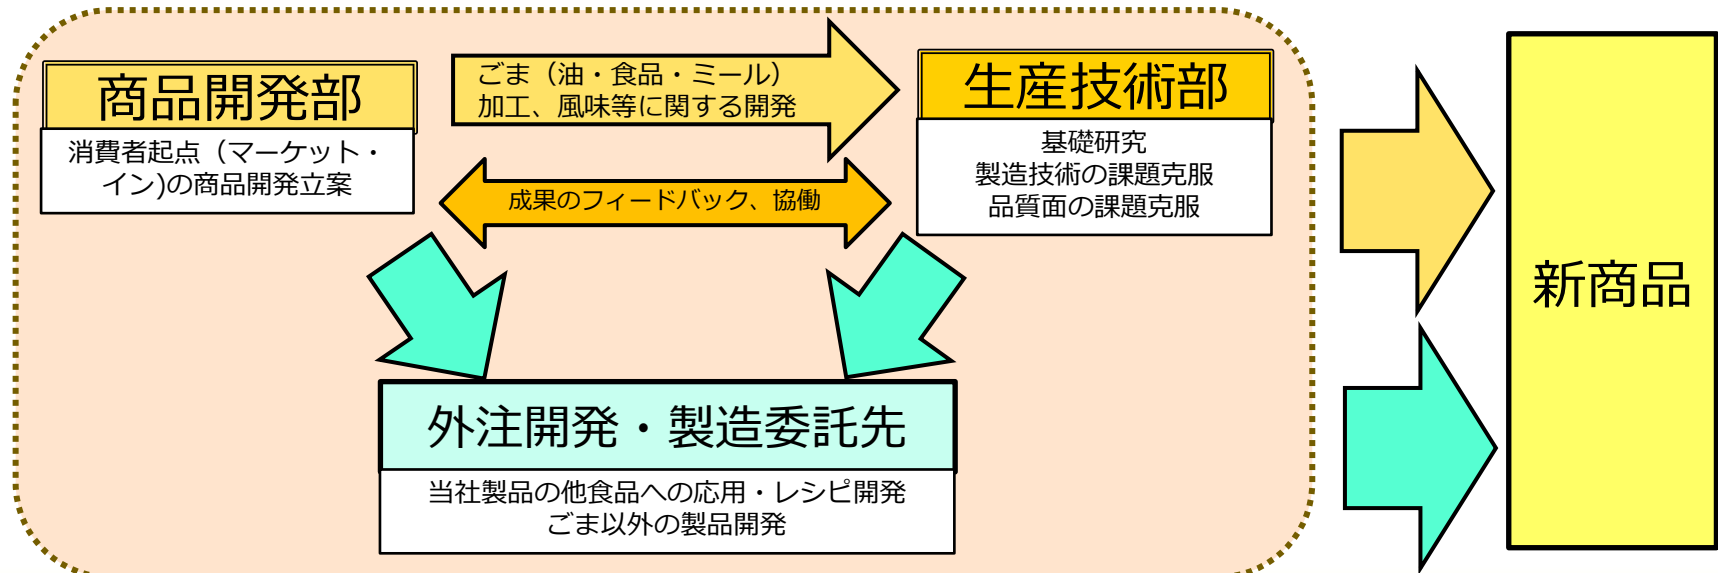 商品開発部
消費者起点（マーケット・
イン)の商品開発立案
ごま（油・食品・ミール）
加工、風味等に関する開発
成果のフィードバック、協働
生産技術部
基礎研究
製造技術の課題克服
品質面の課題克服
外注開発・製造委託先
当社製品の他食品への応用・レシピ開発
ごま以外の製品開発
新商品